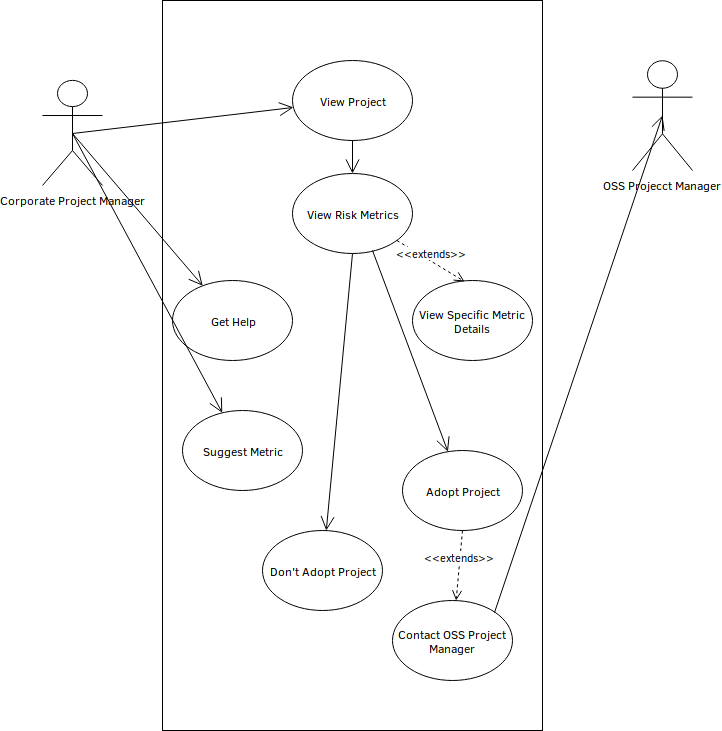 View Project
Corporate Project Manager
OSS Projecct Manager
View Risk Metrics
<<extends>>
View Specific Metric
Details
Get Help
Suggest Metric
Adopt Project
<<extends>>
Don't Adopt Project
Contact OSS Project
Manager